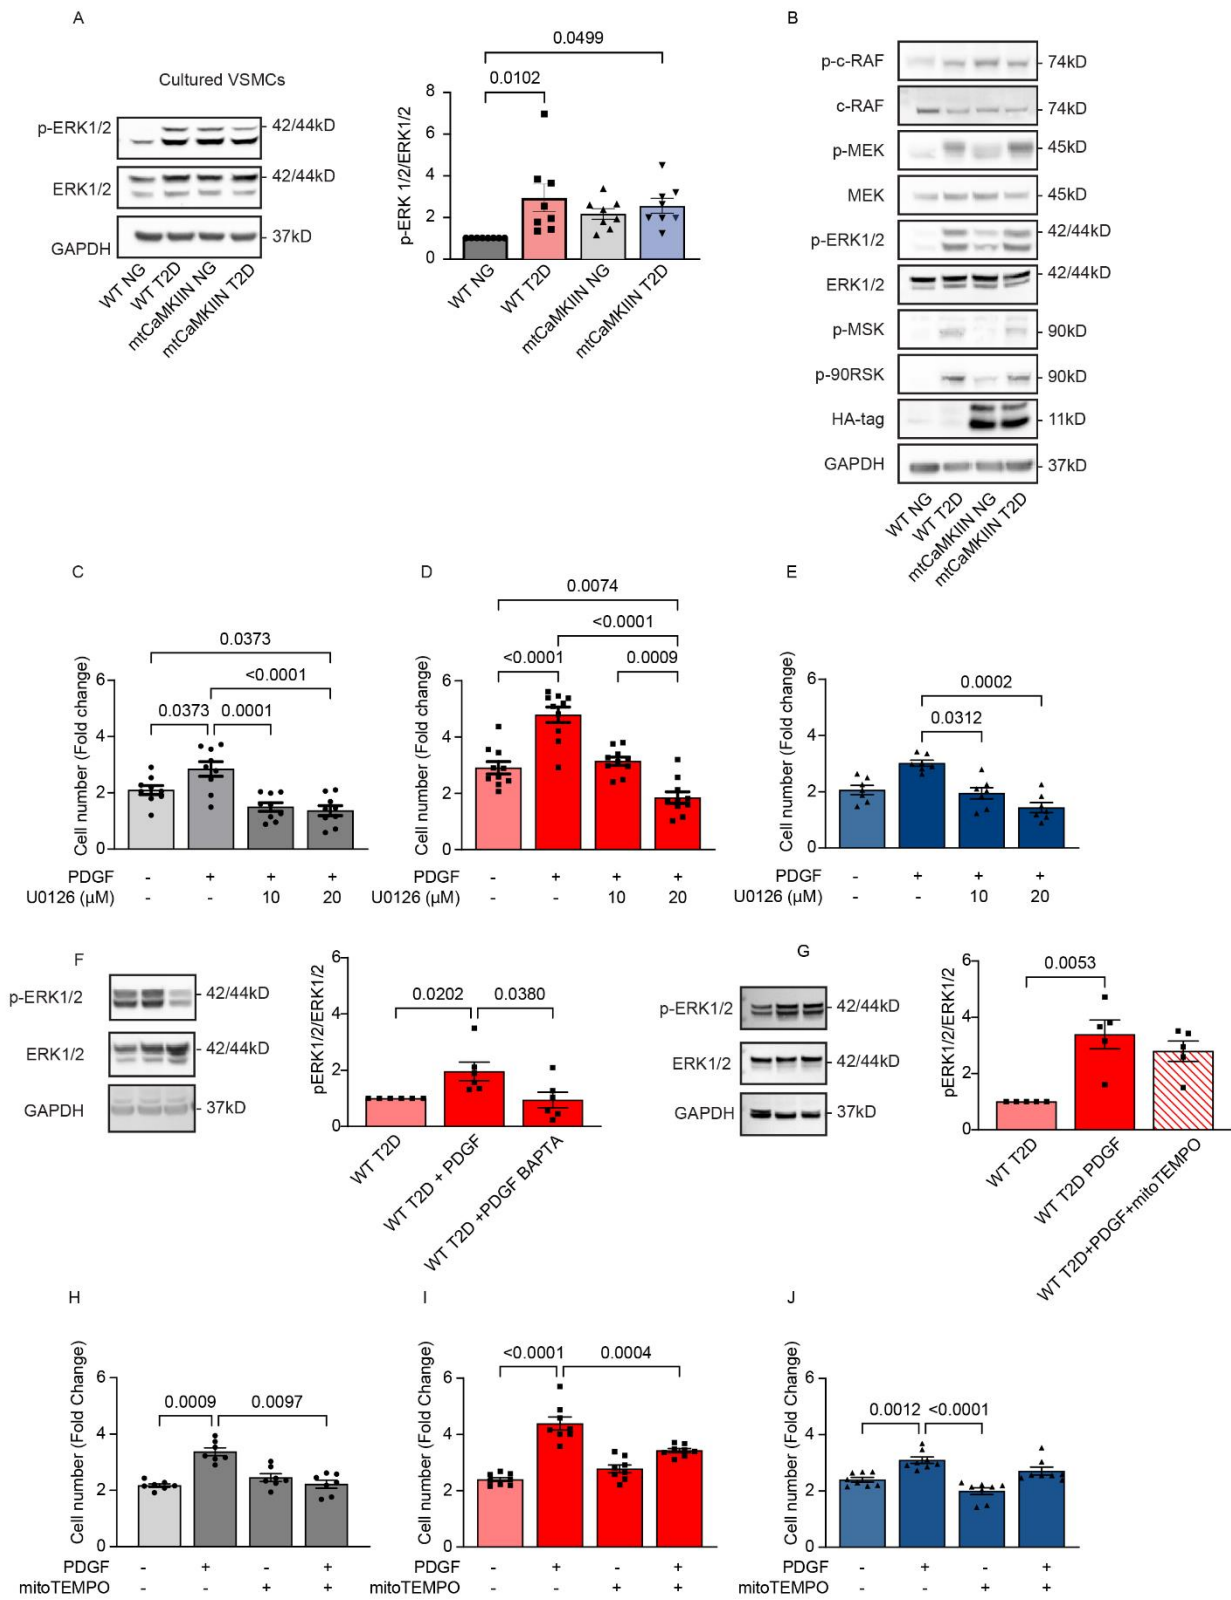 A
Cultured VSMCs
p-ERK1/2
42/44kD
ERK1/2
42/44kD
GAPDH
37kD
WT NG
WT T2D
mtCaMKIIN NG
mtCaMKIIN T2D
0.0499
0.0102
p-ERK 1/2/ERK1/2
8
6
4
2
0
WT NG
WT T2D
mtCaMKIIN NG
mtCaMKIIN T2D
B
p-c-RAF
74kD
c-RAF
74kD
p-MEK
45kD
MEK
45kD
p-ERK1/2
42/44kD
ERK1/2
42/44kD
p-MSK
90kD
p-90RSK
90kD
HA-tag
11kD
GAPDH
37kD
WT NG
WT T2D
mtCaMKIIN NG
mtCaMKIIN T2D
C
0.0373
<0.0001
0.0373
0.0001
Cell number (Fold change)
6
4
2
0
PDGF - + + +
U0126 (µM) - - 10 20
D
0.0074
<0.0001
<0.0001
0.0009
Cell number (Fold change)
6
4
2
0
PDGF - + + +
U0126 (µM) - - 10 20
E
0.0002
0.0312
Cell number (Fold change)
6
4
2
0
PDGF - + + +
U0126 (µM) - - 10 20
F
p-ERK1/2
42/44kD
ERK1/2
42/44kD
GAPDH
37kD
0.0202
0.0380
pERK1/2/ERK1/2
6
4
2
0
WT T2D
WT T2D + PDGF
WT T2D +PDGF BAPTA
G
p-ERK1/2
42/44kD
ERK1/2
42/44kD
GAPDH
37kD
0.0053
pERK1/2/ERK1/2
6
4
2
0
WT T2D
WT T2D PDGF
WT T2D+PDGF+mitoTEMPO
H
0.0009
0.0097
Cell number (Fold Change)
6
4
2
0
PDGF - + - +
mitoTEMPO - - + +
I
<0.0001
0.0004
Cell number (Fold Change)
6
4
2
0
PDGF - + - +
mitoTEMPO - - + +
J
0.0012
<0.0001
Cell number (Fold Change)
6
4
2
0
PDGF - + - +
mitoTEMPO - - + +